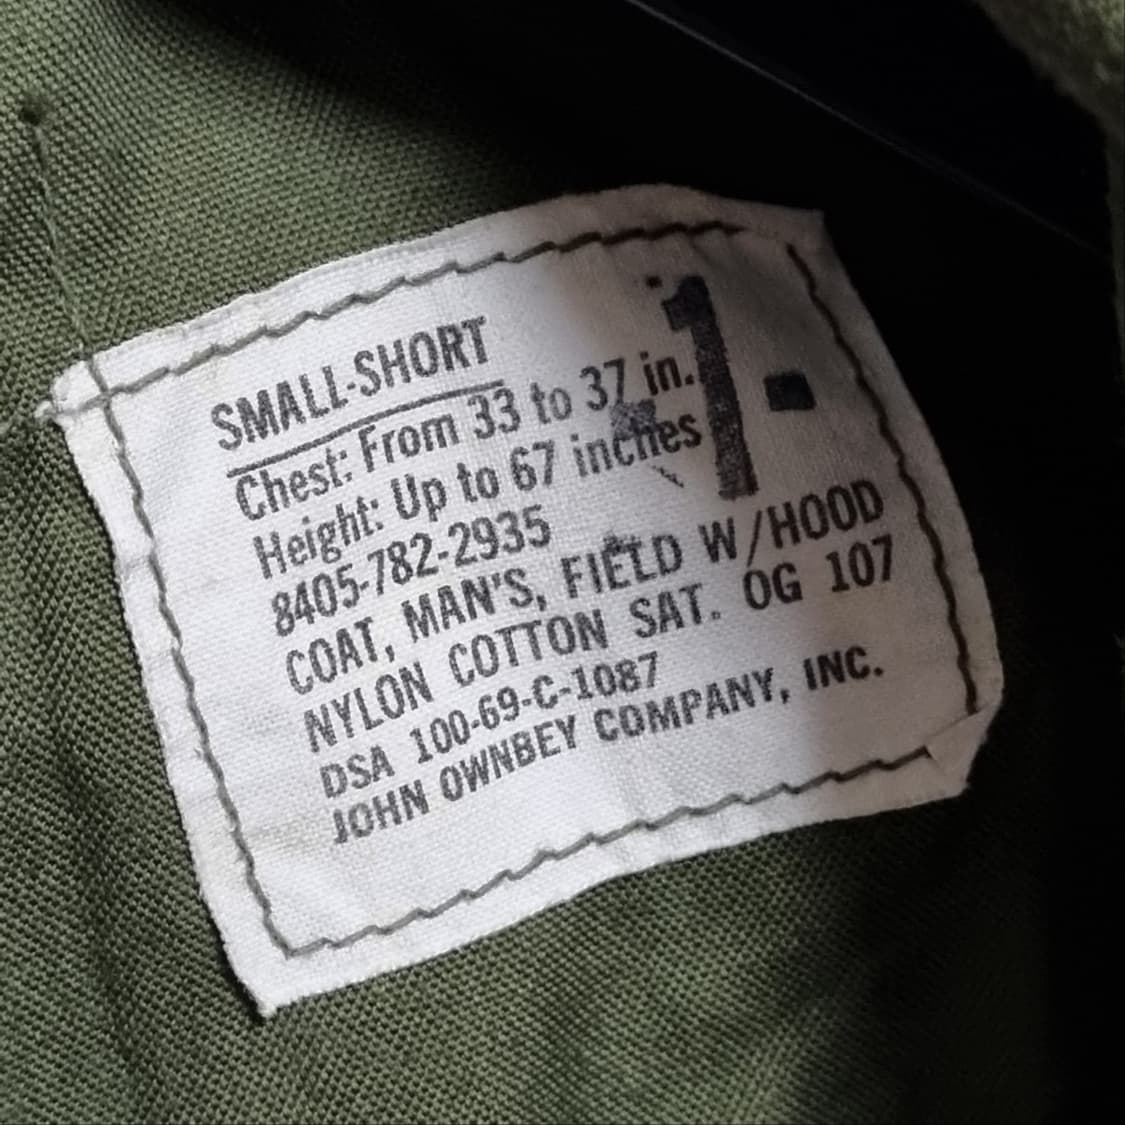 SMALL-SHORT
Chest: From 33 to 37 in.
Height: Up to 67 inches
8405-782-2935
COAT, MAN'S, FIELD W/HOOD
NYLON COTTON SAT. OG 107
DSA 100-69-C-1087
JOHN OWNBEY COMPANY, INC.
1-